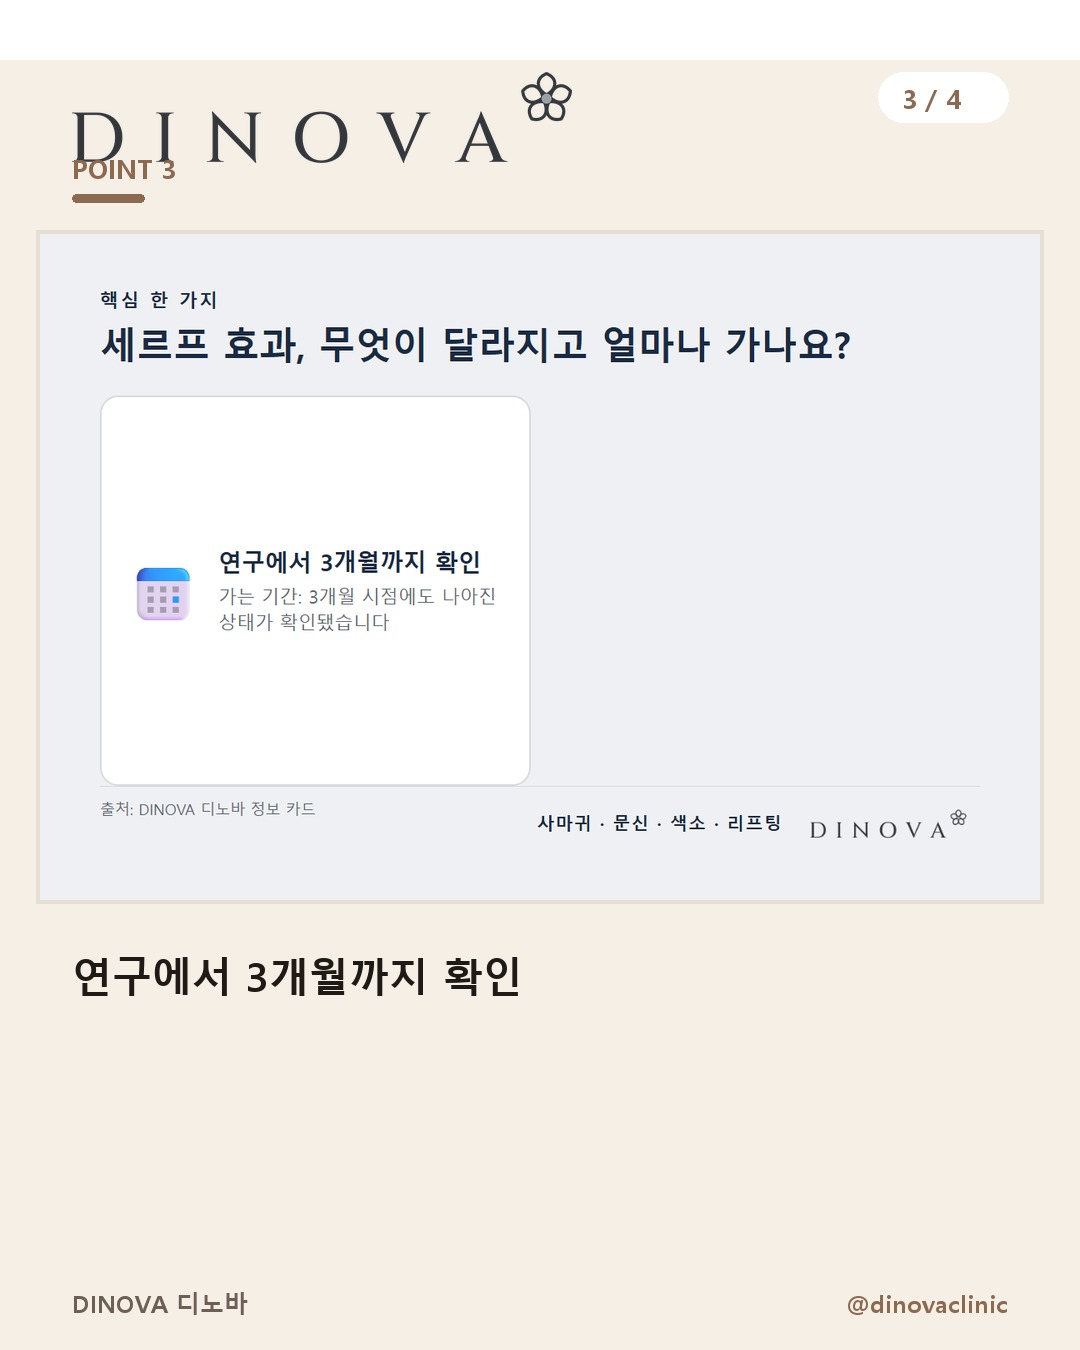 DINOVA
3 / 4
POINT 3
핵심 한 가지
세르프 효과, 무엇이 달라지고 얼마나 가나요?
연구에서 3개월까지 확인
가는 기간: 3개월 시점에도 나아진
상태가 확인됐습니다
출처: DINOVA 디노바 정보 카드
사마귀 · 문신 · 색소 · 리프팅
DINOVA
연구에서 3개월까지 확인
DINOVA 디노바
@dinovaclinic